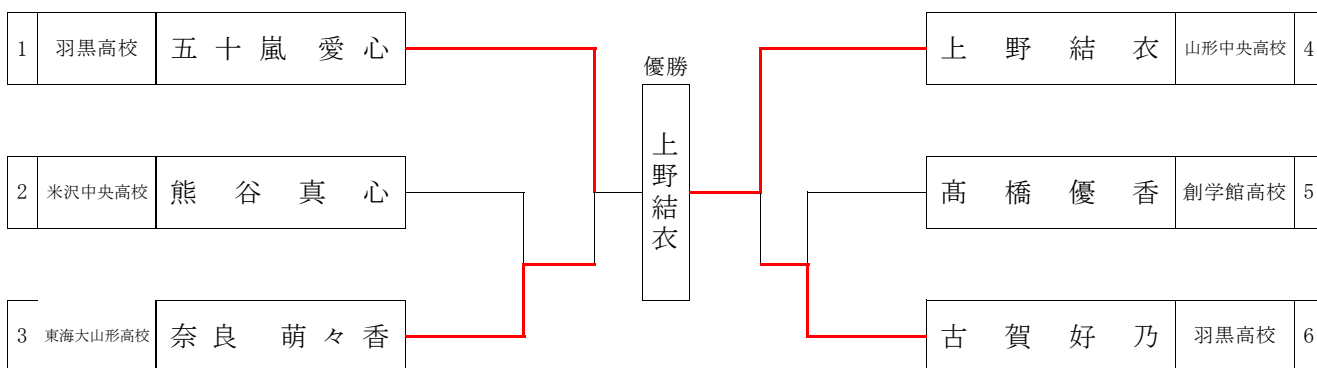 1 羽黒高校 五十嵐 愛心
2 米沢中央高校 熊谷真心
3 東海大山形高校 奈良 萌々香
優勝
上野結衣
上野結衣 山形中央高校 4
髙橋優香 創学館高校 5
古賀好乃 羽黒高校 6